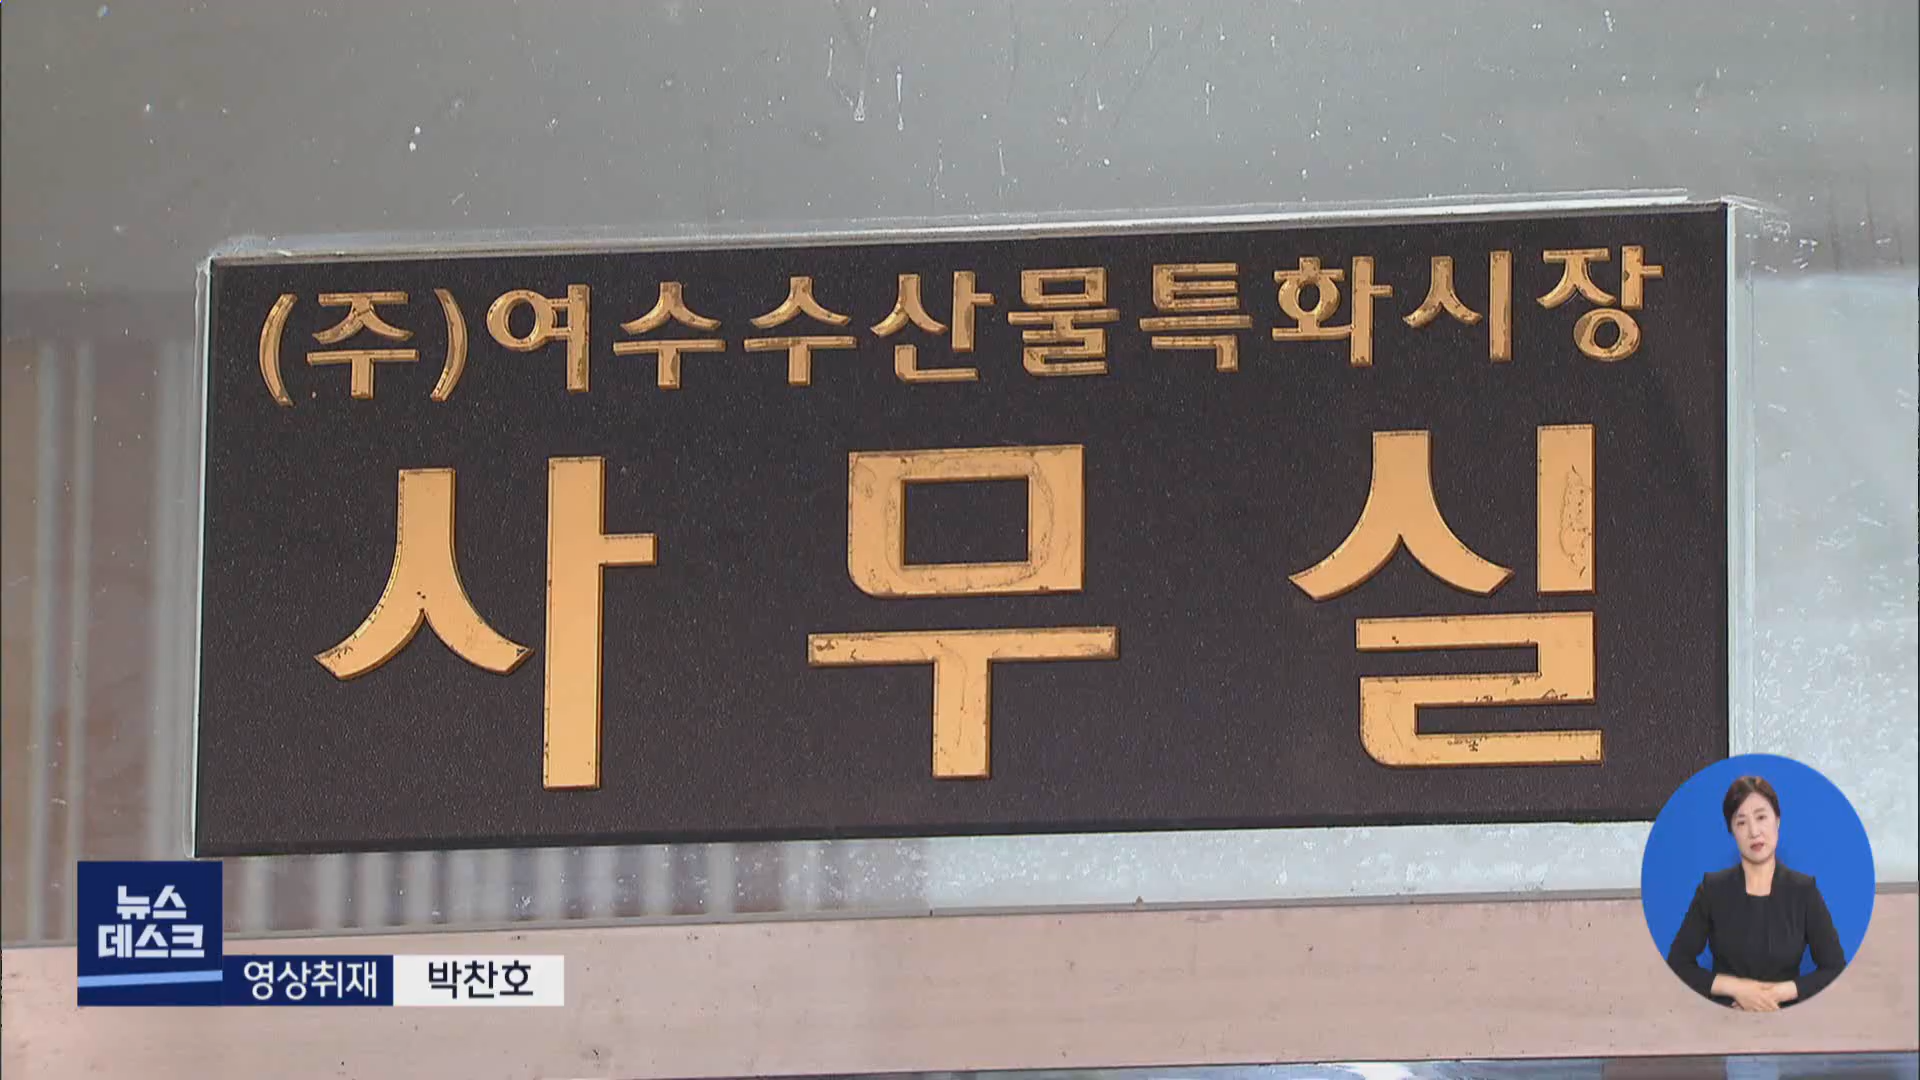 (주)여수수산물특화시장
사무실
뉴스
데스크
영상취재 박찬호